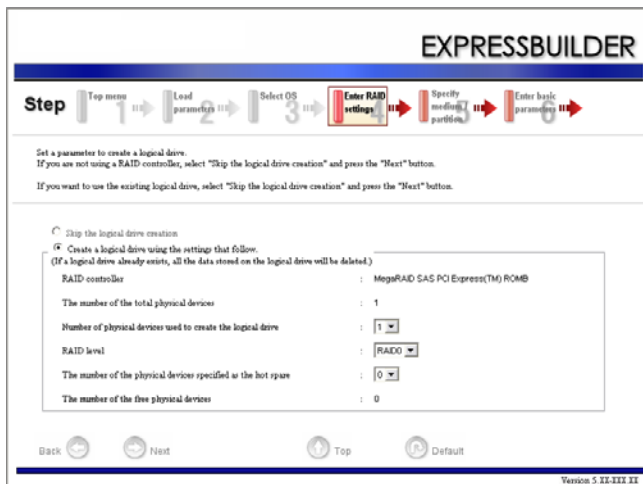 EXPRESSBUILDER
Step
Top menu 1
Load parameters 2
Select OS 3
Enter RAID settings 4
Specify medium / partition 5
Enter basic parameters 6
Set a parameter to create a logical drive.
If you are not using a RAID controller, select "Skip the logical drive creation" and press the "Next" button.
If you want to use the existing logical drive, select "Skip the logical drive creation" and press the "Next" button.
Skip the logical drive creation
Create a logical drive using the settings that follow.
(If a logical drive already exists, all the data stored on the logical drive will be deleted.)
RAID controller : MegaRAID SAS PCI Express(TM) ROMB
The number of the total physical devices : 1
Number of physical devices used to create the logical drive : 1
RAID level : RAID0
The number of the physical devices specified as the hot spare : 0
The number of the free physical devices : 0
Back Next Top Default
Version 5.XX-XXX.XX